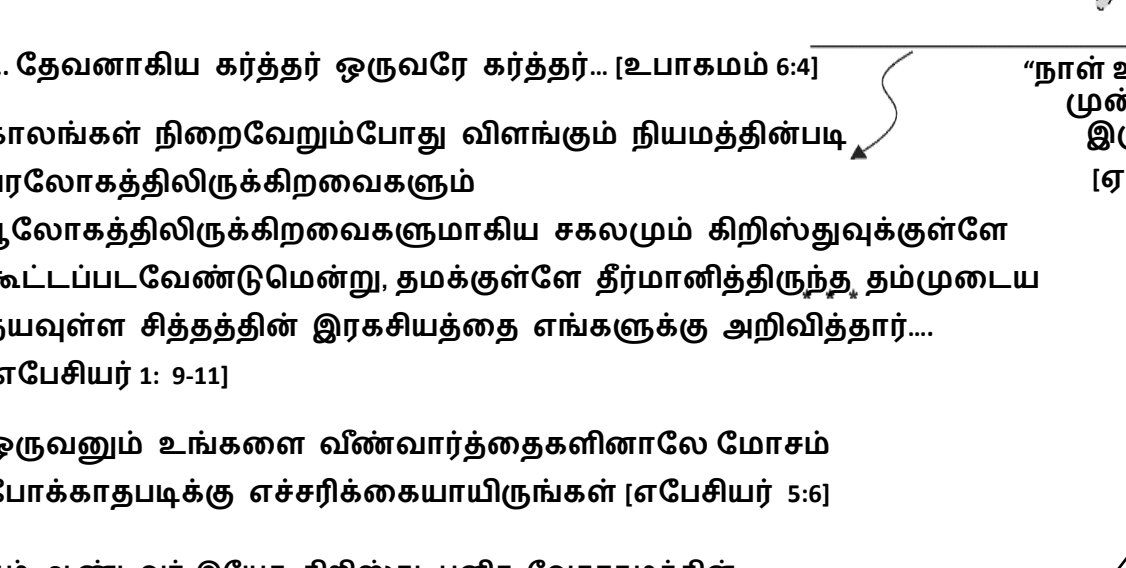 .. தேவனாகிய கர்த்தர் ஒருவரே கர்த்தர்... [உபாகமம் 6:4]
காலங்கள் நிறைவேறும்போது விளங்கும் நியமத்தின்படி
பரலோகத்திலிருக்கிறவைகளும்
பூலோகத்திலிருக்கிறவைகளுமாகிய சகலமும் கிறிஸ்துவுக்குள்ளே
கூட்டப்படவேண்டுமென்று, தமக்குள்ளே தீர்மானித்திருந்த தம்முடைய
* * *
தயவுள்ள சித்தத்தின் இரகசியத்தை எங்களுக்கு அறிவித்தார்....
எபேசியர் 1: 9-11]
ஒருவனும் உங்களை வீண்வார்த்தைகளினாலே மோசம்
போக்காதபடிக்கு எச்சரிக்கையாயிருங்கள் [எபேசியர் 5:6]
“நாள்